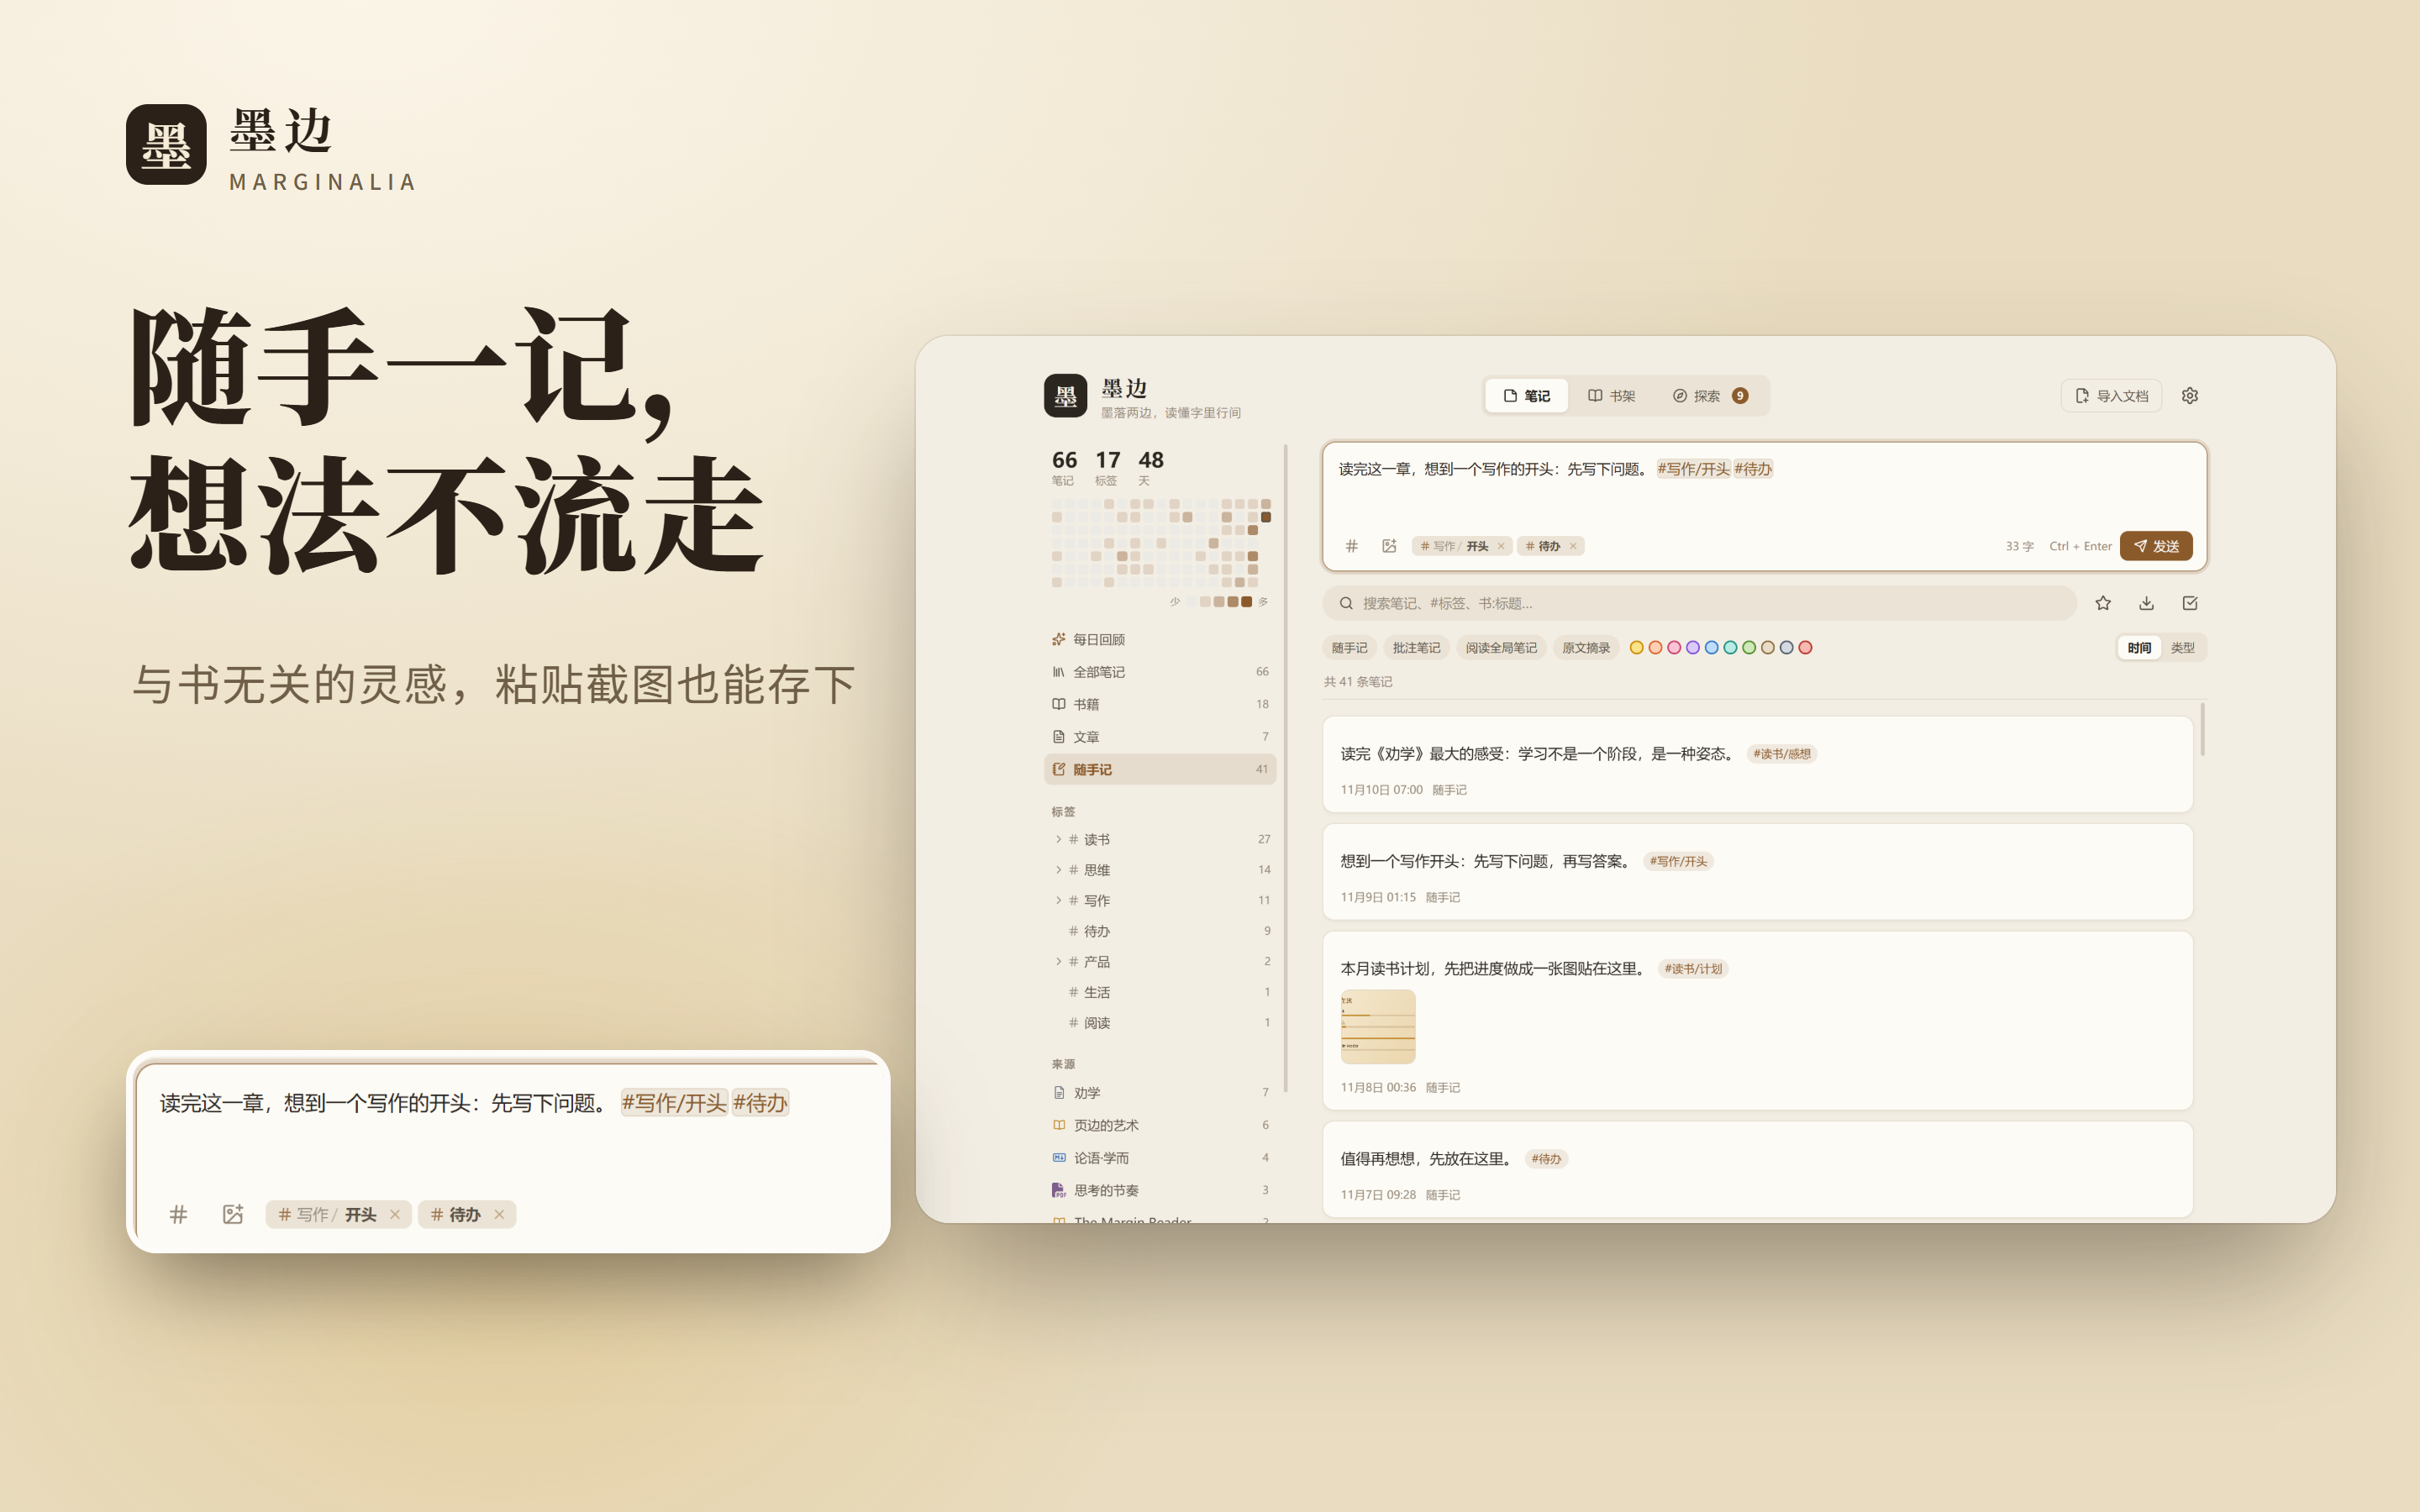 墨 墨边
MARGINALIA
随手一记，
想法不流走
与书无关的灵感，粘贴截图也能存下
读完这一章，想到一个写作的开头：先写下问题。 #写作/开头 #待办
# 写作 / 开头 × # 待办 ×
墨 墨边
墨落两边，读懂字里行间
笔记 书架 探索 9
导入文档
66 17 48
笔记 标签 天
少 多
每日回顾
全部笔记 66
书籍 18
文章 7
随手记 41
标签
# 读书 27
# 思维 14
# 写作 11
# 待办 9
# 产品 2
# 生活 1
# 阅读 1
来源
劝学 7
页边的艺术 6
论语·学而 4
思考的节奏 3
The Margin Reader 2
读完这一章，想到一个写作的开头：先写下问题。 #写作/开头 #待办
# 写作 / 开头 × # 待办 × 33 字 Ctrl + Enter 发送
搜索笔记、#标签、书:标题...
随手记 批注笔记 阅读全局笔记 原文摘录 时间 类型
共 41 条笔记
读完《劝学》最大的感受：学习不是一个阶段，是一种姿态。 #读书/感想
11月10日 07:00 随手记
想到一个写作开头：先写下问题，再写答案。 #写作/开头
11月9日 01:15 随手记
本月读书计划，先把进度做成一张图贴在这里。 #读书/计划
11月8日 00:36 随手记
值得再想想，先放在这里。 #待办
11月7日 09:28 随手记